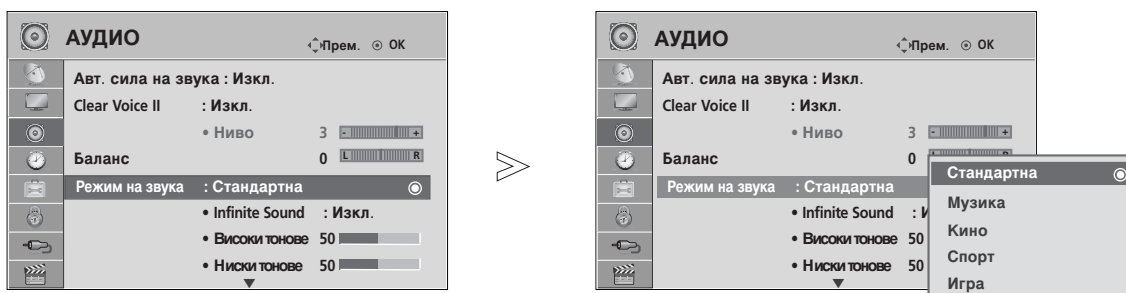 АУДИО
Прем. OK
Авт. сила на звука : Изкл.
Clear Voice II : Изкл.
• Ниво 3 - +
Баланс 0 L R
Режим на звука : Стандартна
• Infinite Sound : Изкл.
• Високи тонове 50
• Ниски тонове 50
>
АУДИО
Прем. OK
Авт. сила на звука : Изкл.
Clear Voice II : Изкл.
• Ниво 3 - +
Баланс 0
Режим на звука : Стандартна
• Infinite Sound :
• Високи тонове 50
• Ниски тонове 50
Стандартна
Музика
Кино
Спорт
Игра